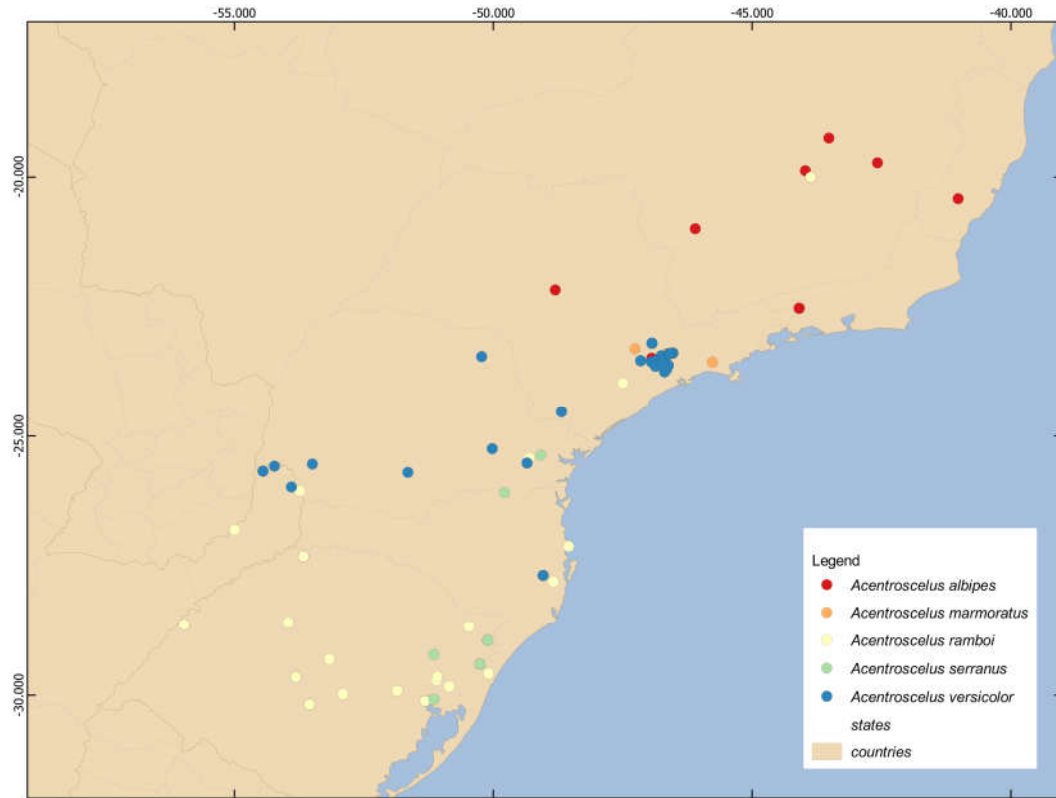 -55.000 -50.000 -45.000 -40.000
-20.000
-25.000
-30.000
Legend
Acentroscelus albipes
Acentroscelus marmoratus
Acentroscelus ramboi
Acentroscelus serranus
Acentroscelus versicolor
states
countries